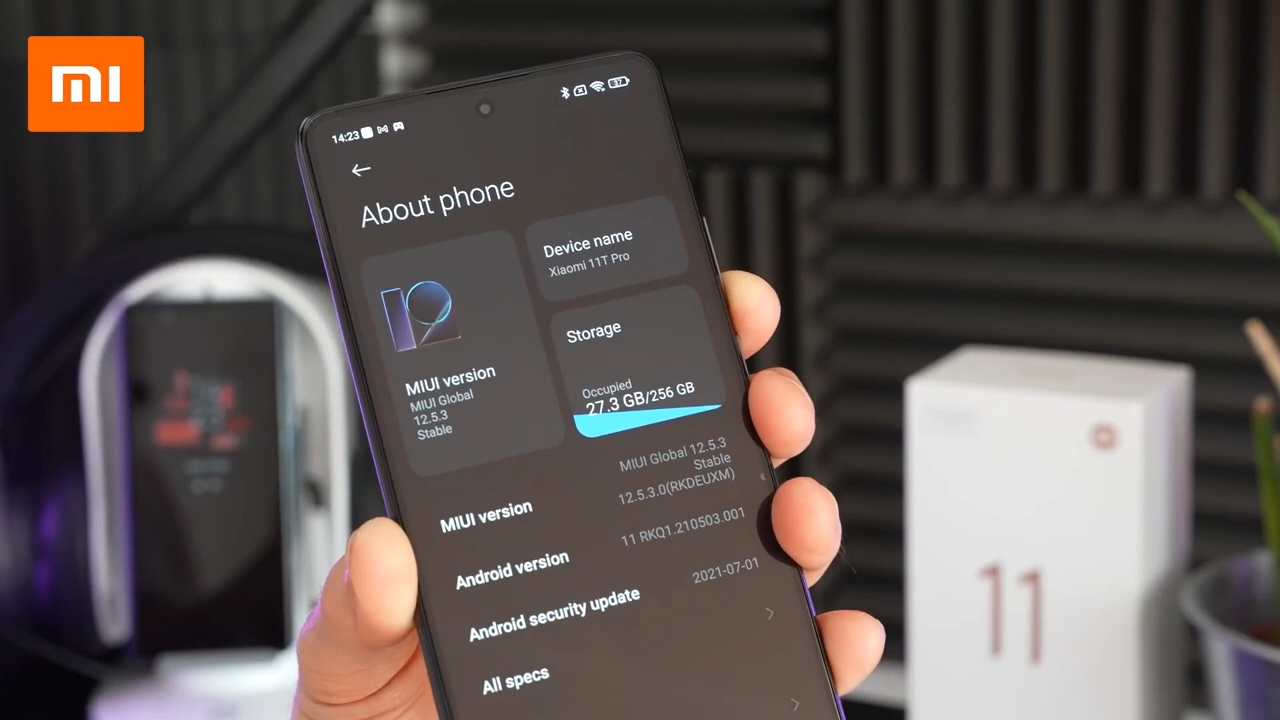 mi
14:23
37
About phone
Device name
Xiaomi 11T Pro
MIUI version
MIUI Global
12.5.3
Stable
Storage
Occupied
27.3 GB/256 GB
MIUI version
MIUI Global 12.5.3
Stable
12.5.3.0(RKDEUXM)
Android version
11 RKQ1.210503.001
Android security update
2021-07-01
All specs
11